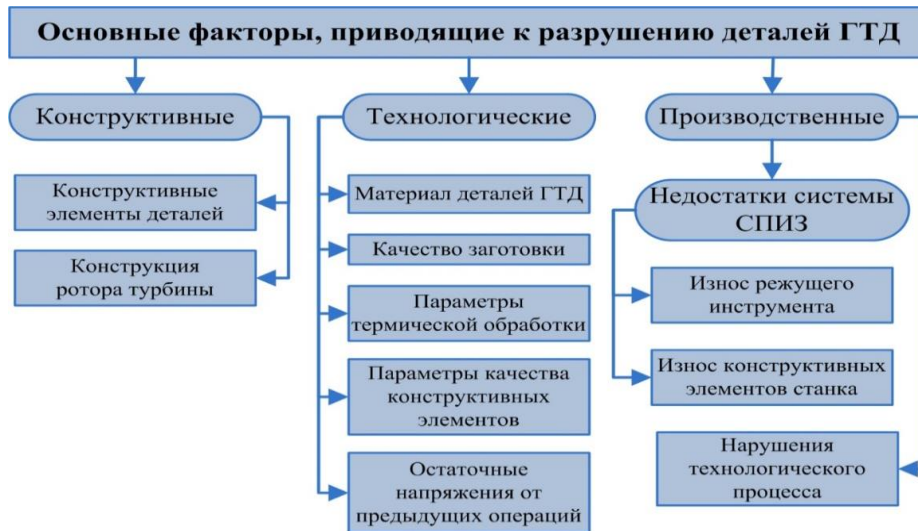 Основные факторы, приводящие к разрушению деталей ГТД
Конструктивные
Конструктивные
элементы деталей
Конструкция
ротора турбины
Технологические
Материал деталей ГТД
Качество заготовки
Параметры
термической обработки
Параметры качества
конструктивных
элементов
Остаточные
напряжения от
предыдущих операций
Производственные
Недостатки системы
СПИЗ
Износ режущего
инструмента
Износ конструктивных
элементов станка
Нарушения
технологического
процесса